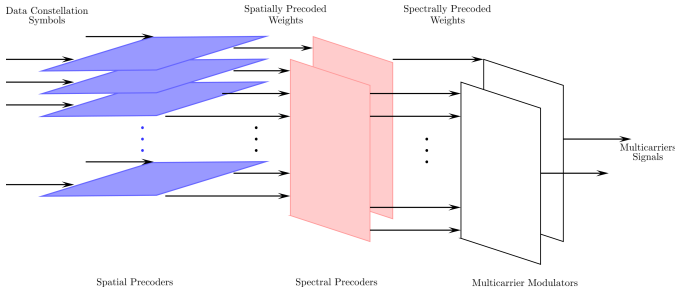 Data Constellation
Symbols
Spatially Precoded
Weights
Spectrally Precoded
Weights
Multicarriers
Signals
Spatial Precoders
Spectral Precoders
Multicarrier Modulators